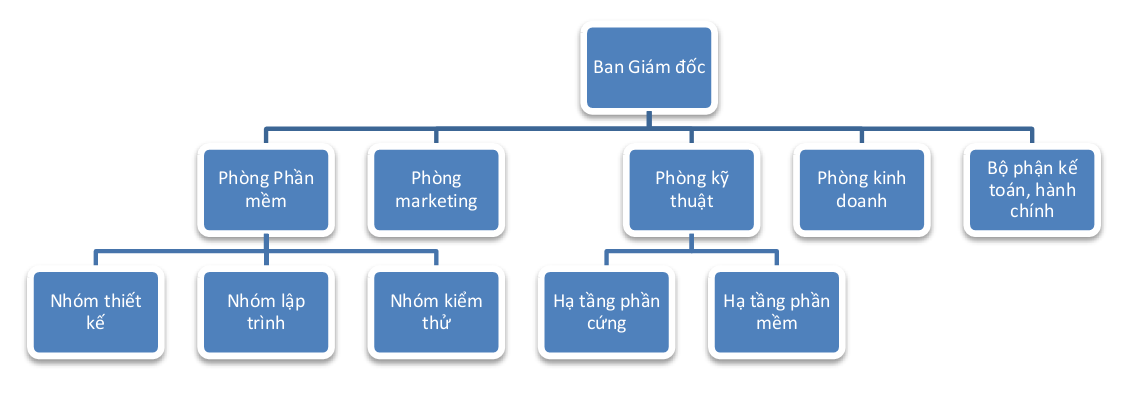 Ban Giám đốc
Phòng Phần
mềm
Phòng
marketing
Phòng kỹ
thuật
Phòng kinh
doanh
Bộ phận kế
toán, hành
chính
Nhóm thiết
kế
Nhóm lập
trình
Nhóm kiểm
thử
Hạ tầng phần
cứng
Hạ tầng phần
mềm